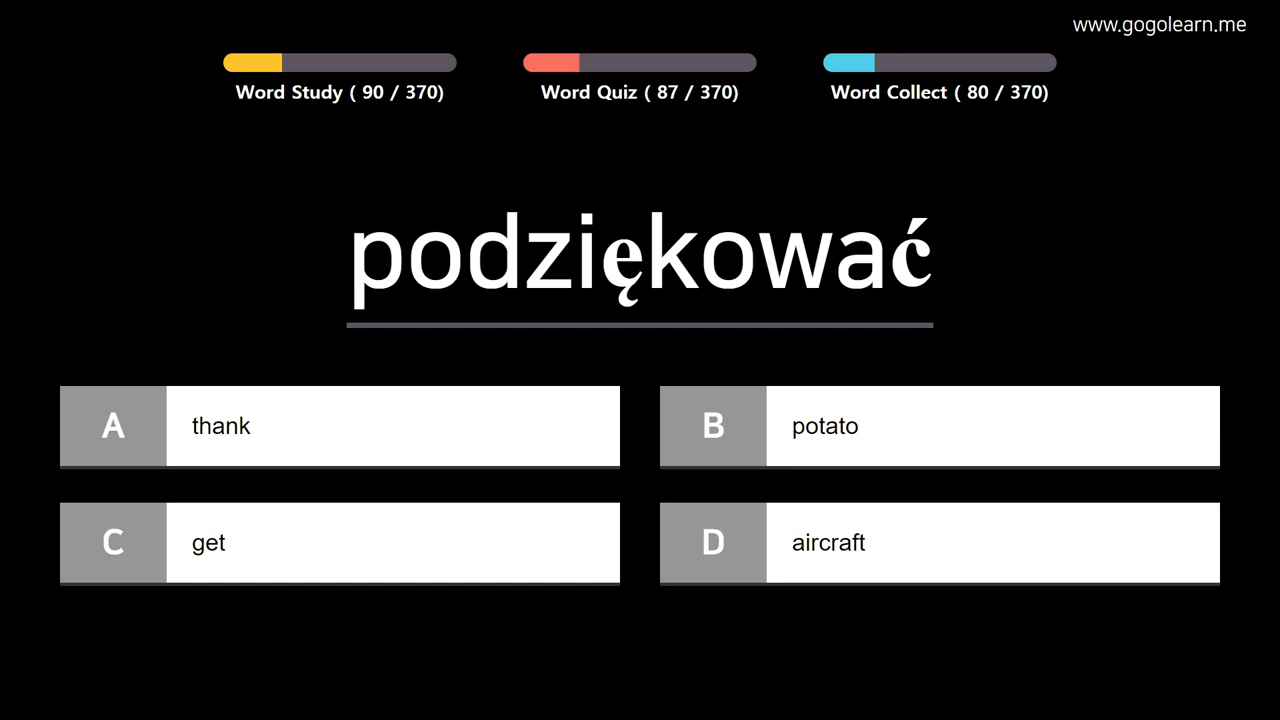 www.gogolearn.me
Word Study ( 90 / 370)
Word Quiz ( 87 / 370)
Word Collect ( 80 / 370)
podziękować
A thank
B potato
C get
D aircraft